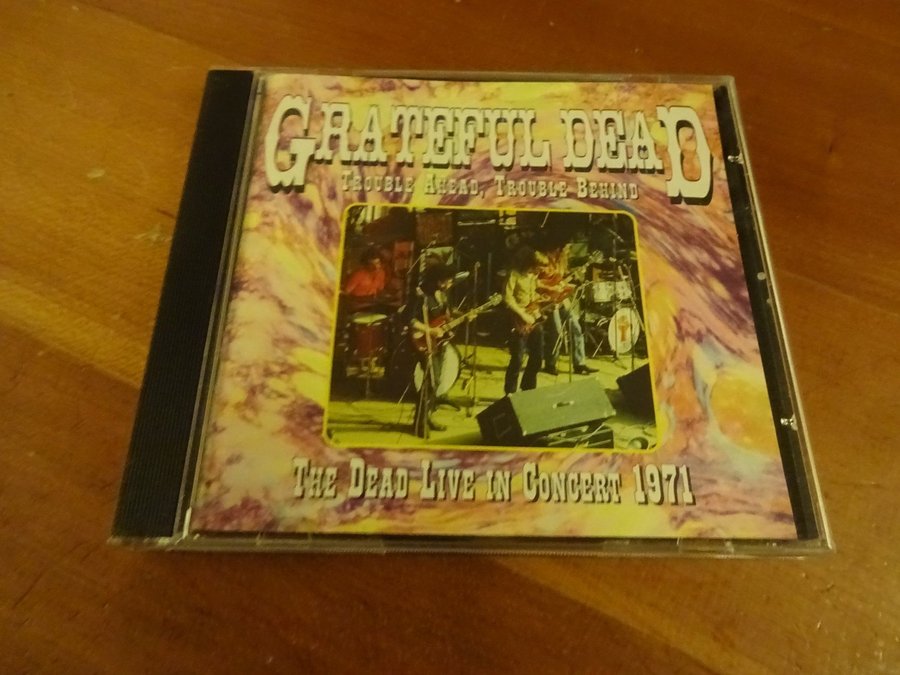 GRATEFUL DEAD
TROUBLE AHEAD, TROUBLE BEHIND
THE DEAD LIVE IN CONCERT 1971